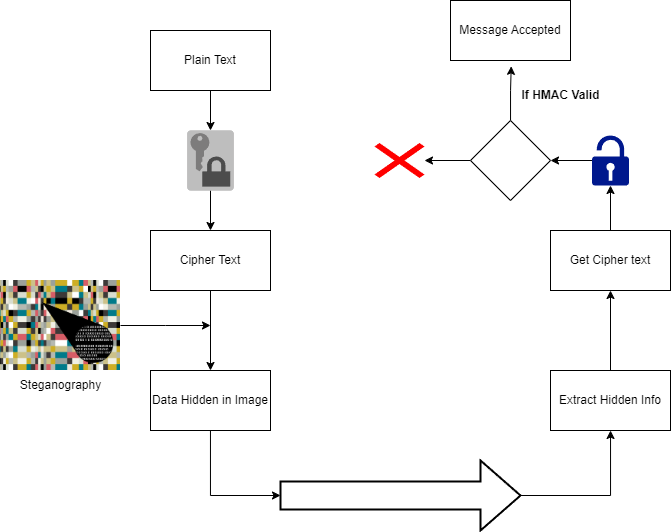 Message Accepted
Plain Text
If HMAC Valid
Cipher Text
Get Cipher text
Steganography
Data Hidden in Image
Extract Hidden Info